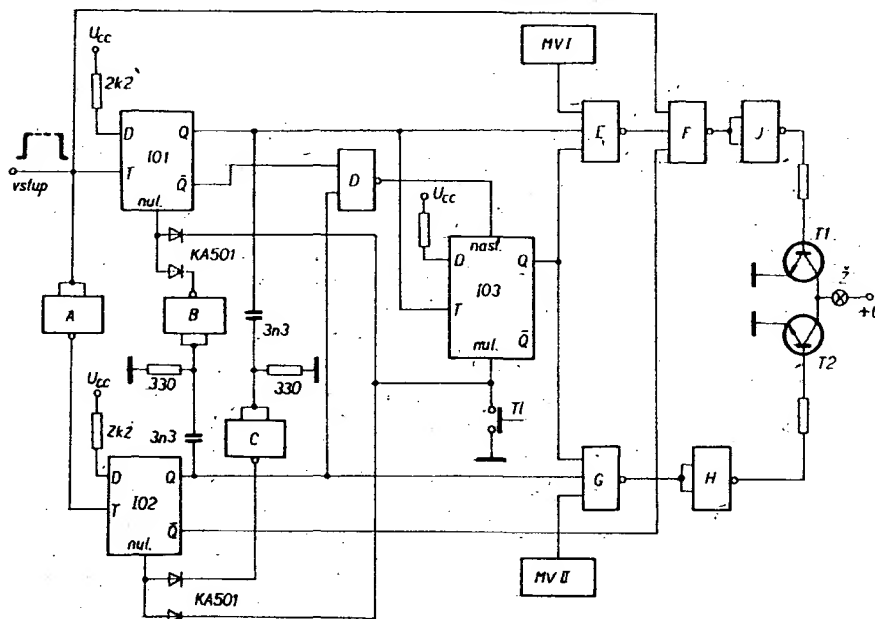 Ucc
2k2
D
Q
IO1
T
Q̄
nul.
vstup
KA501
A
B
3n3
330
330
Ucc
2k2
3n3
C
D
Q
IO2
T
Q̄
nul.
KA501
D
Ucc
nast.
D
Q
IO3
T
Q̄
nul.
Tl
MV I
E
F
J
T1
Ž
T2
G
H
MV II